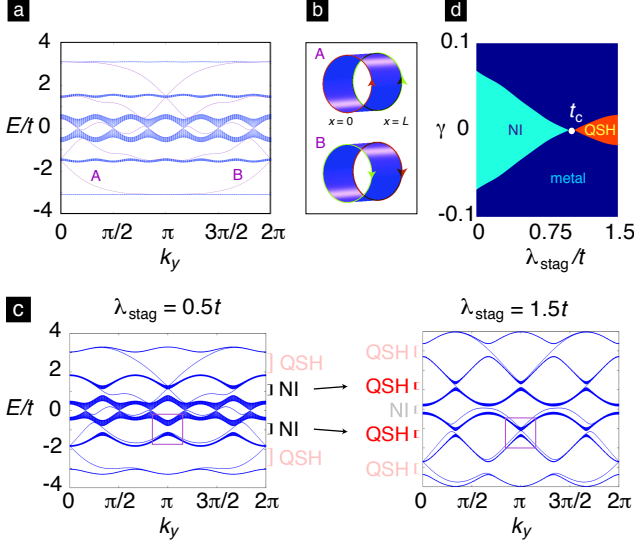 a
4
2
0
-2
-4
E/t
A
B
0
π/2
π
3π/2
2π
k_y
b
A
x = 0
x = L
B
d
0.1
γ
0
-0.1
NI
t_c
QSH
metal
0
0.75
1.5
λ_stag/t
c
λ_stag = 0.5t
4
2
0
-2
-4
E/t
0
π/2
π
3π/2
2π
k_y
QSH
NI
NI
QSH
λ_stag = 1.5t
QSH
QSH
NI
QSH
QSH
0
π/2
π
3π/2
2π
k_y